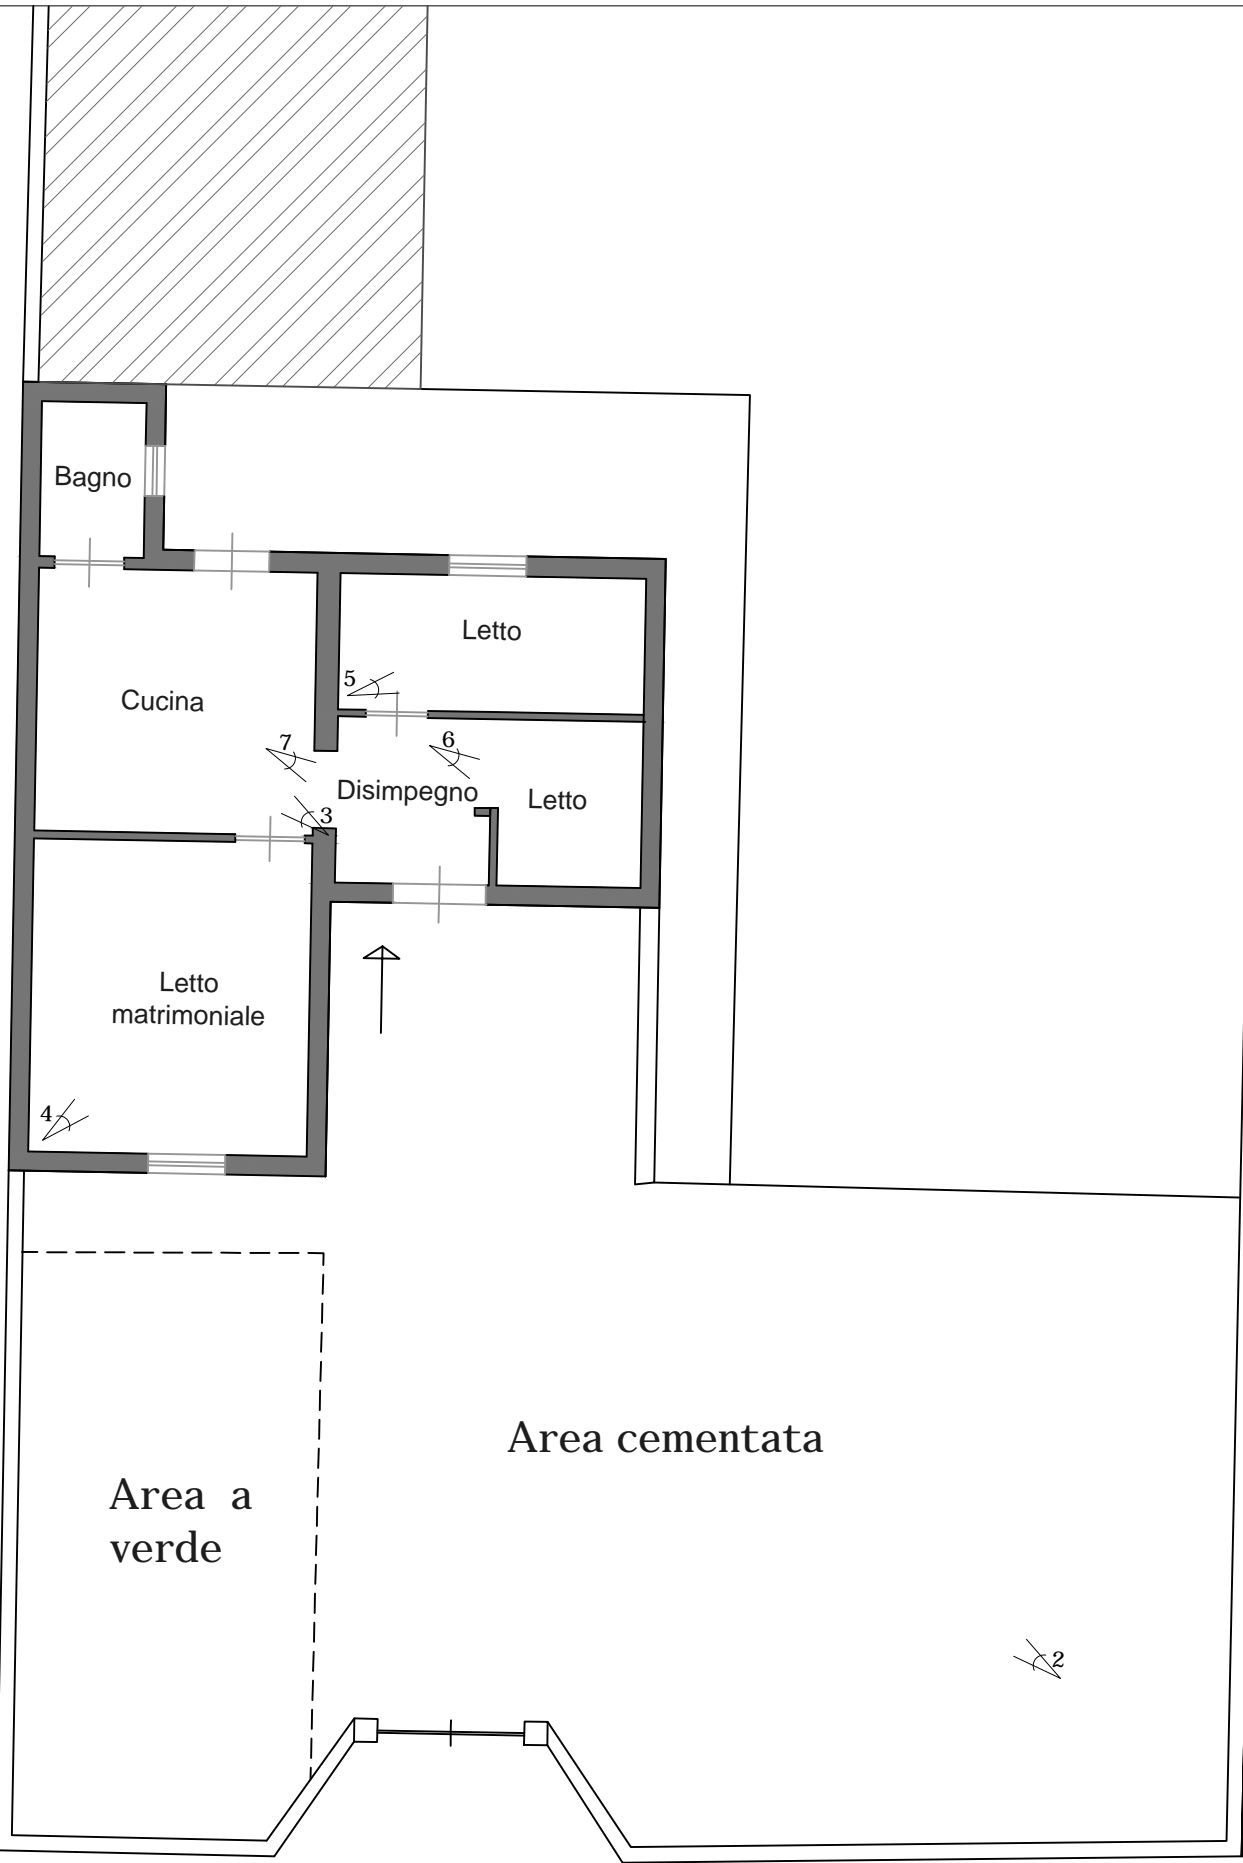 Bagno
Letto
Cucina
5
7
6
Disimpegno
Letto
3
Letto
matrimoniale
4
Area cementata
Area a
verde
2